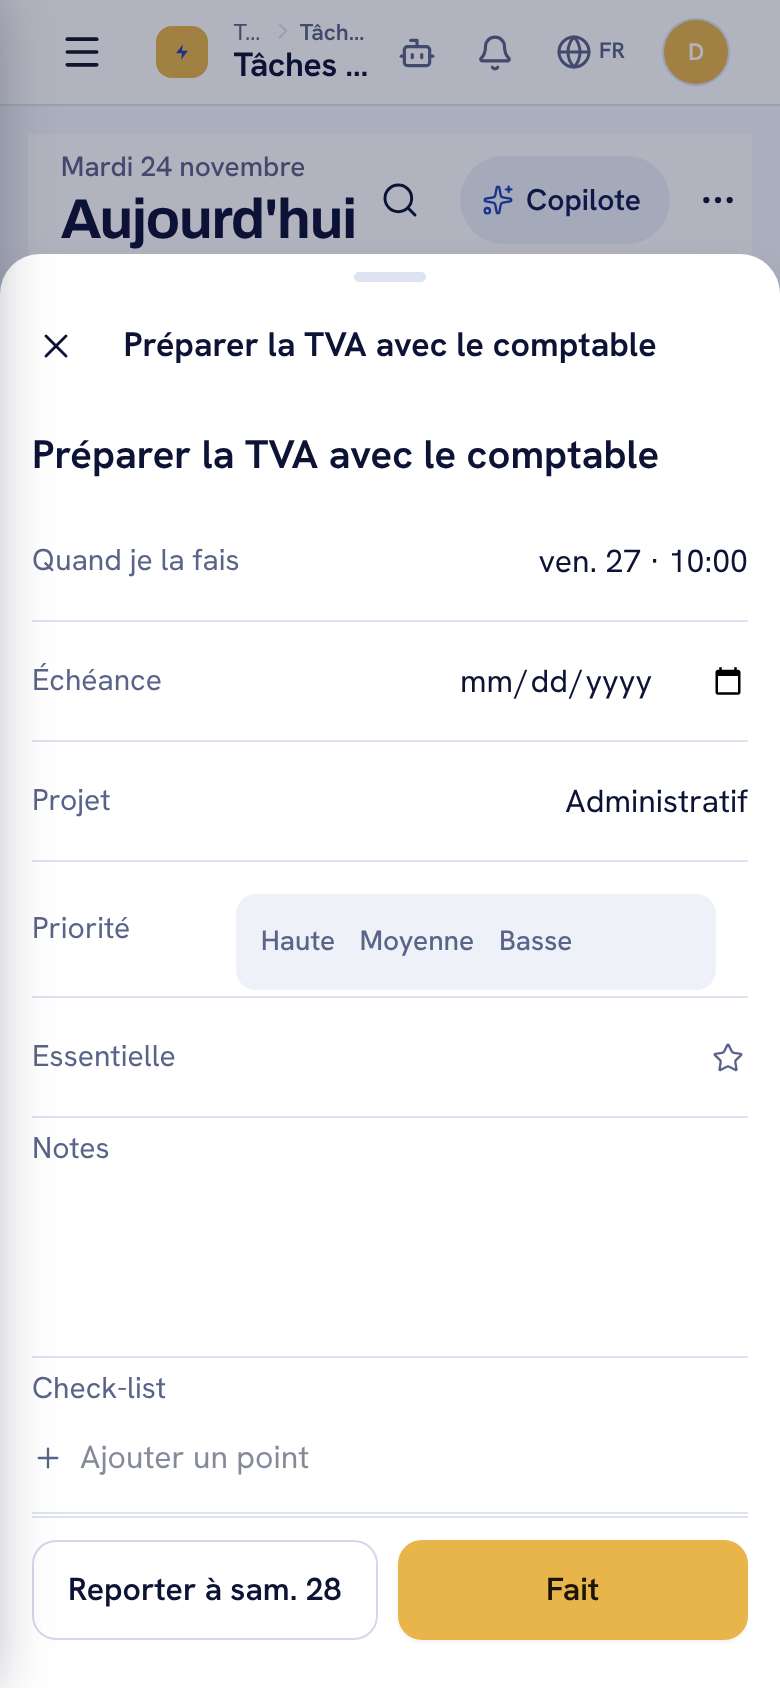 T... > Tâch...
Tâches ...
FR
D
Mardi 24 novembre
Aujourd'hui
Copilote
Préparer la TVA avec le comptable
Préparer la TVA avec le comptable
Quand je la fais
ven. 27 · 10:00
Échéance
mm/dd/yyyy
Projet
Administratif
Priorité
Haute Moyenne Basse
Essentielle
Notes
Check-list
+ Ajouter un point
Reporter à sam. 28
Fait